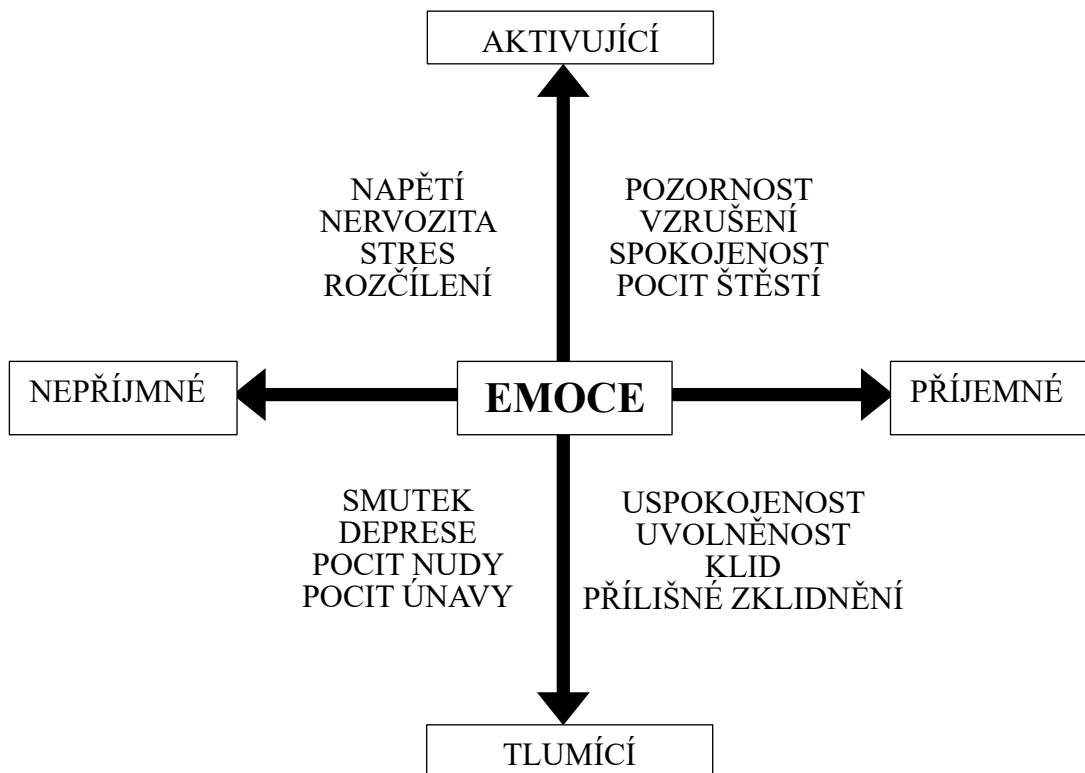 AKTIVUJÍCÍ
NAPĚTÍ
NERVOZITA
STRES
ROZČÍLENÍ
POZORNOST
VZRUŠENÍ
SPOKOJENOST
POCIT ŠTĚSTÍ
NEPŘÍJMNÉ
EMOCE
PŘÍJEMNÉ
SMUTEK
DEPRESE
POCIT NUDY
POCIT ÚNAVY
USPOKOJENOST
UVOLNĚNOST
KLID
PŘÍLIŠNÉ ZKLIDNĚNÍ
TLUMÍCÍ